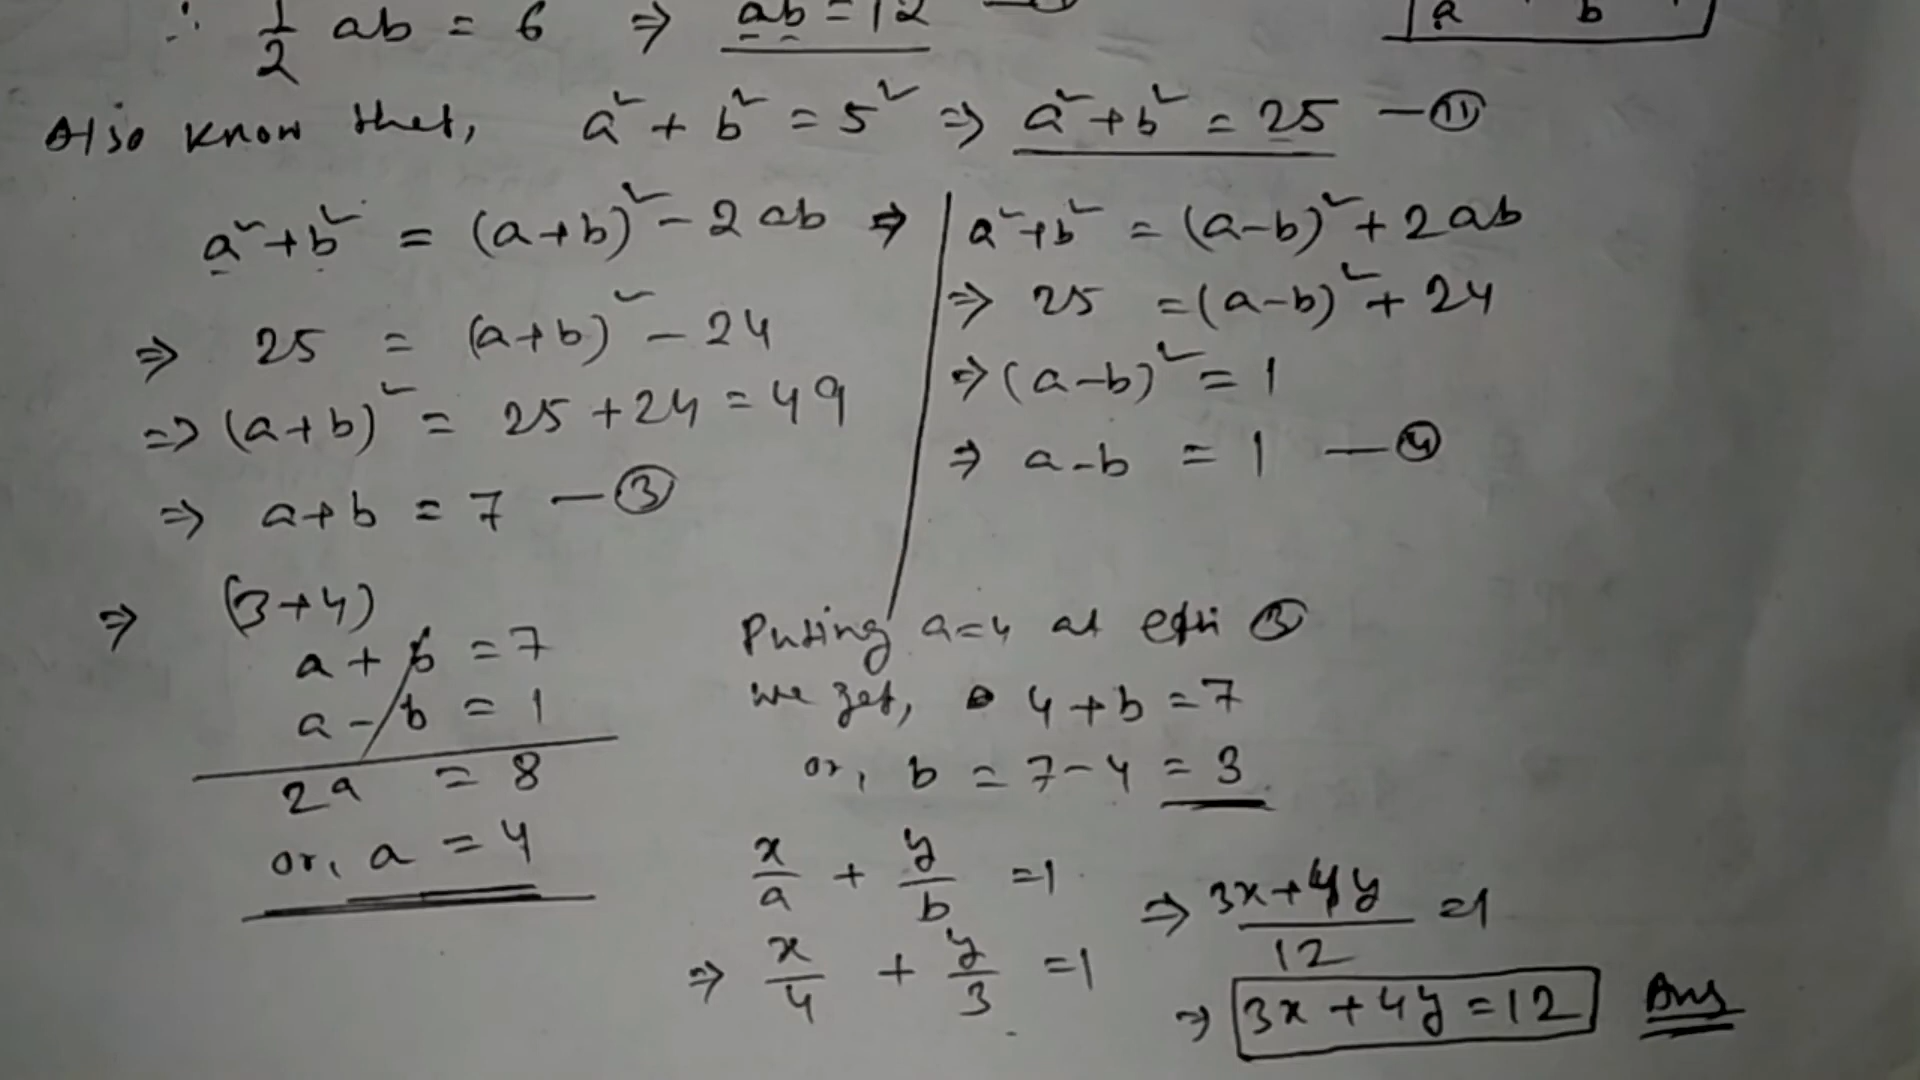 ∴ 1/2 ab = 6 ⇒ ab = 12 —
a b
Also know that, a² + b² = 5² ⇒ a² + b² = 25 — ⑪
a² + b² = (a+b)² - 2ab ⇒
⇒ 25 = (a+b)² - 24
⇒ (a+b)² = 25 + 24 = 49
⇒ a+b = 7 — ③
a² + b² = (a-b)² + 2ab
⇒ 25 = (a-b)² + 24
⇒ (a-b)² = 1
⇒ a-b = 1 — ④
⇒ (3+4)
a + b = 7
a - b = 1
2a = 8
or, a = 4
Puting a=4 at eqn ③
we get, 4 + b = 7
or, b = 7-4 = 3
x/a + y/b = 1
⇒ x/4 + y/3 = 1
⇒ 3x+4y/12 = 1
⇒ 3x + 4y = 12 Ans